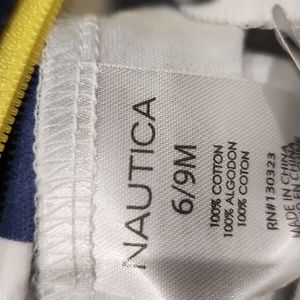 NAUTICA
6/9M
100% COTTON
100% ALGODON
100% COTON
RN#130323
MADE IN CHINA